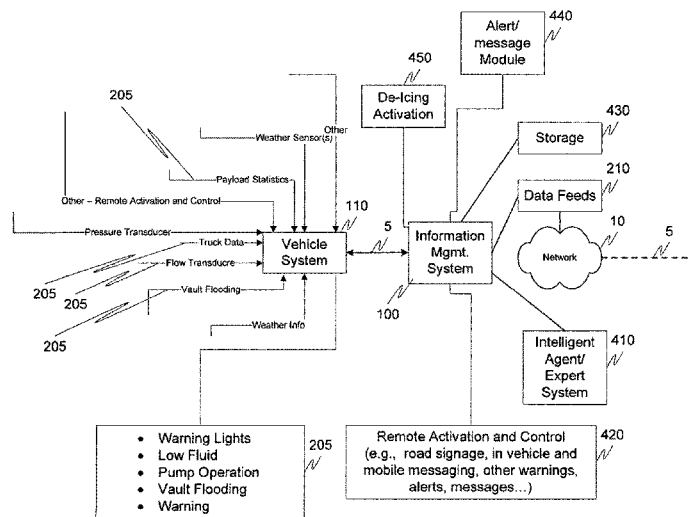 440
Alert/
message
Module
450
De-Icing
Activation
205
Other
Weather Sensor(s)
430
Storage
Payload Statistics
210
Data Feeds
Other – Remote Activation and Control
110
10
5
Pressure Transducer
Vehicle
System
5
Information
Mgmt.
System
Network
Truck Data
Flow Transducre
205
205
Vault Flooding
100
410
205
Weather Info
Intelligent
Agent/
Expert
System
205
• Warning Lights
• Low Fluid
• Pump Operation
• Vault Flooding
• Warning
420
Remote Activation and Control
(e.g., road signage, in vehicle and
mobile messaging, other warnings,
alerts, messages...)